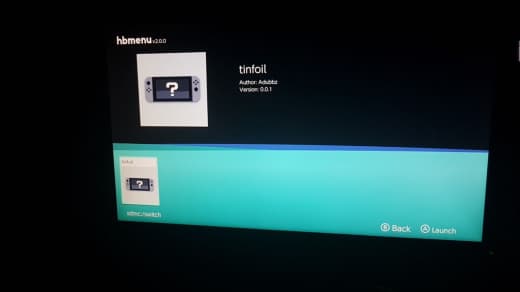 hbmenu v2.0.0
tinfoil
Author: Adubbz
Version: 0.0.1
tinfoil
sdmc:/switch
B Back A Launch